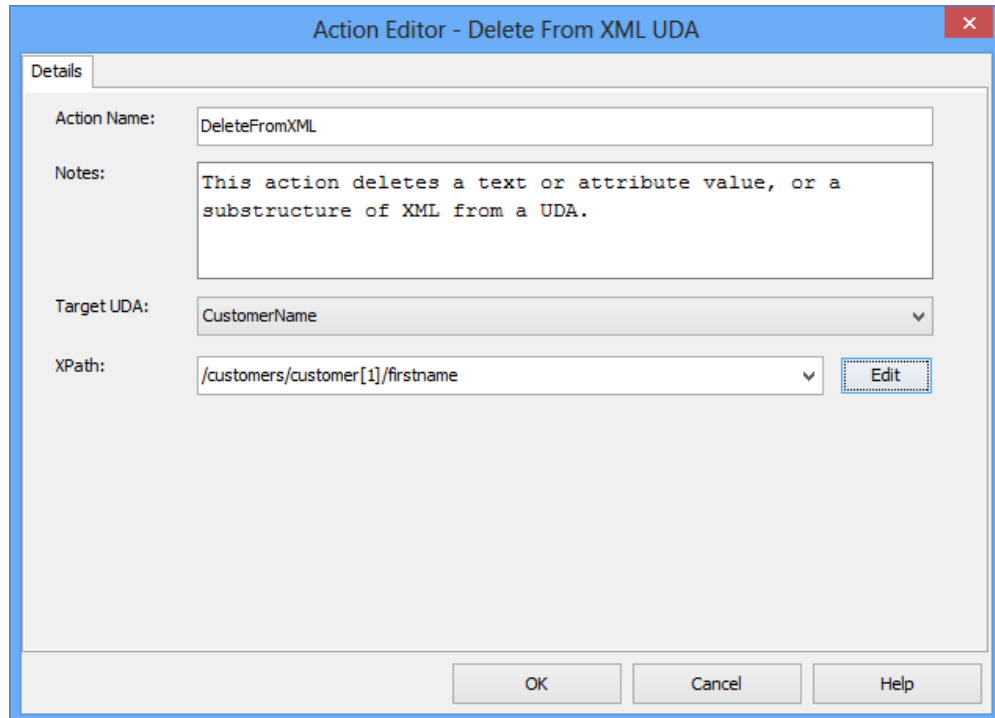 Action Editor - Delete From XML UDA
Details
Action Name:
DeleteFromXML
Notes:
This action deletes a text or attribute value, or a
substructure of XML from a UDA.
Target UDA:
CustomerName
XPath:
/customers/customer[1]/firstname
Edit
OK
Cancel
Help